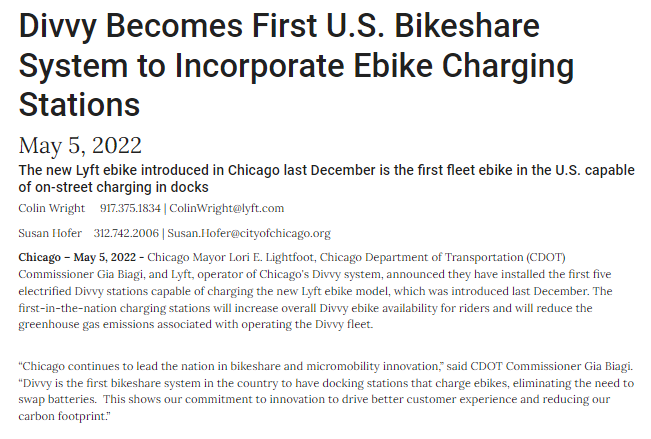 Divvy Becomes First U.S. Bikeshare
System to Incorporate Ebike Charging
Stations
May 5, 2022
The new Lyft ebike introduced in Chicago last December is the first fleet ebike in the U.S. capable
of on-street charging in docks
Colin Wright 917.375.1834 | ColinWright@lyft.com
Susan Hofer 312.742.2006 | Susan.Hofer@cityofchicago.org
Chicago – May 5, 2022 - Chicago Mayor Lori E. Lightfoot, Chicago Department of Transportation (CDOT)
Commissioner Gia Biagi, and Lyft, operator of Chicago's Divvy system, announced they have installed the first five
electrified Divvy stations capable of charging the new Lyft ebike model, which was introduced last December. The
first-in-the-nation charging stations will increase overall Divvy ebike availability for riders and will reduce the
greenhouse gas emissions associated with operating the Divvy fleet.
“Chicago continues to lead the nation in bikeshare and micromobility innovation,” said CDOT Commissioner Gia Biagi.
“Divvy is the first bikeshare system in the country to have docking stations that charge ebikes, eliminating the need to
swap batteries.  This shows our commitment to innovation to drive better customer experience and reducing our
carbon footprint.”